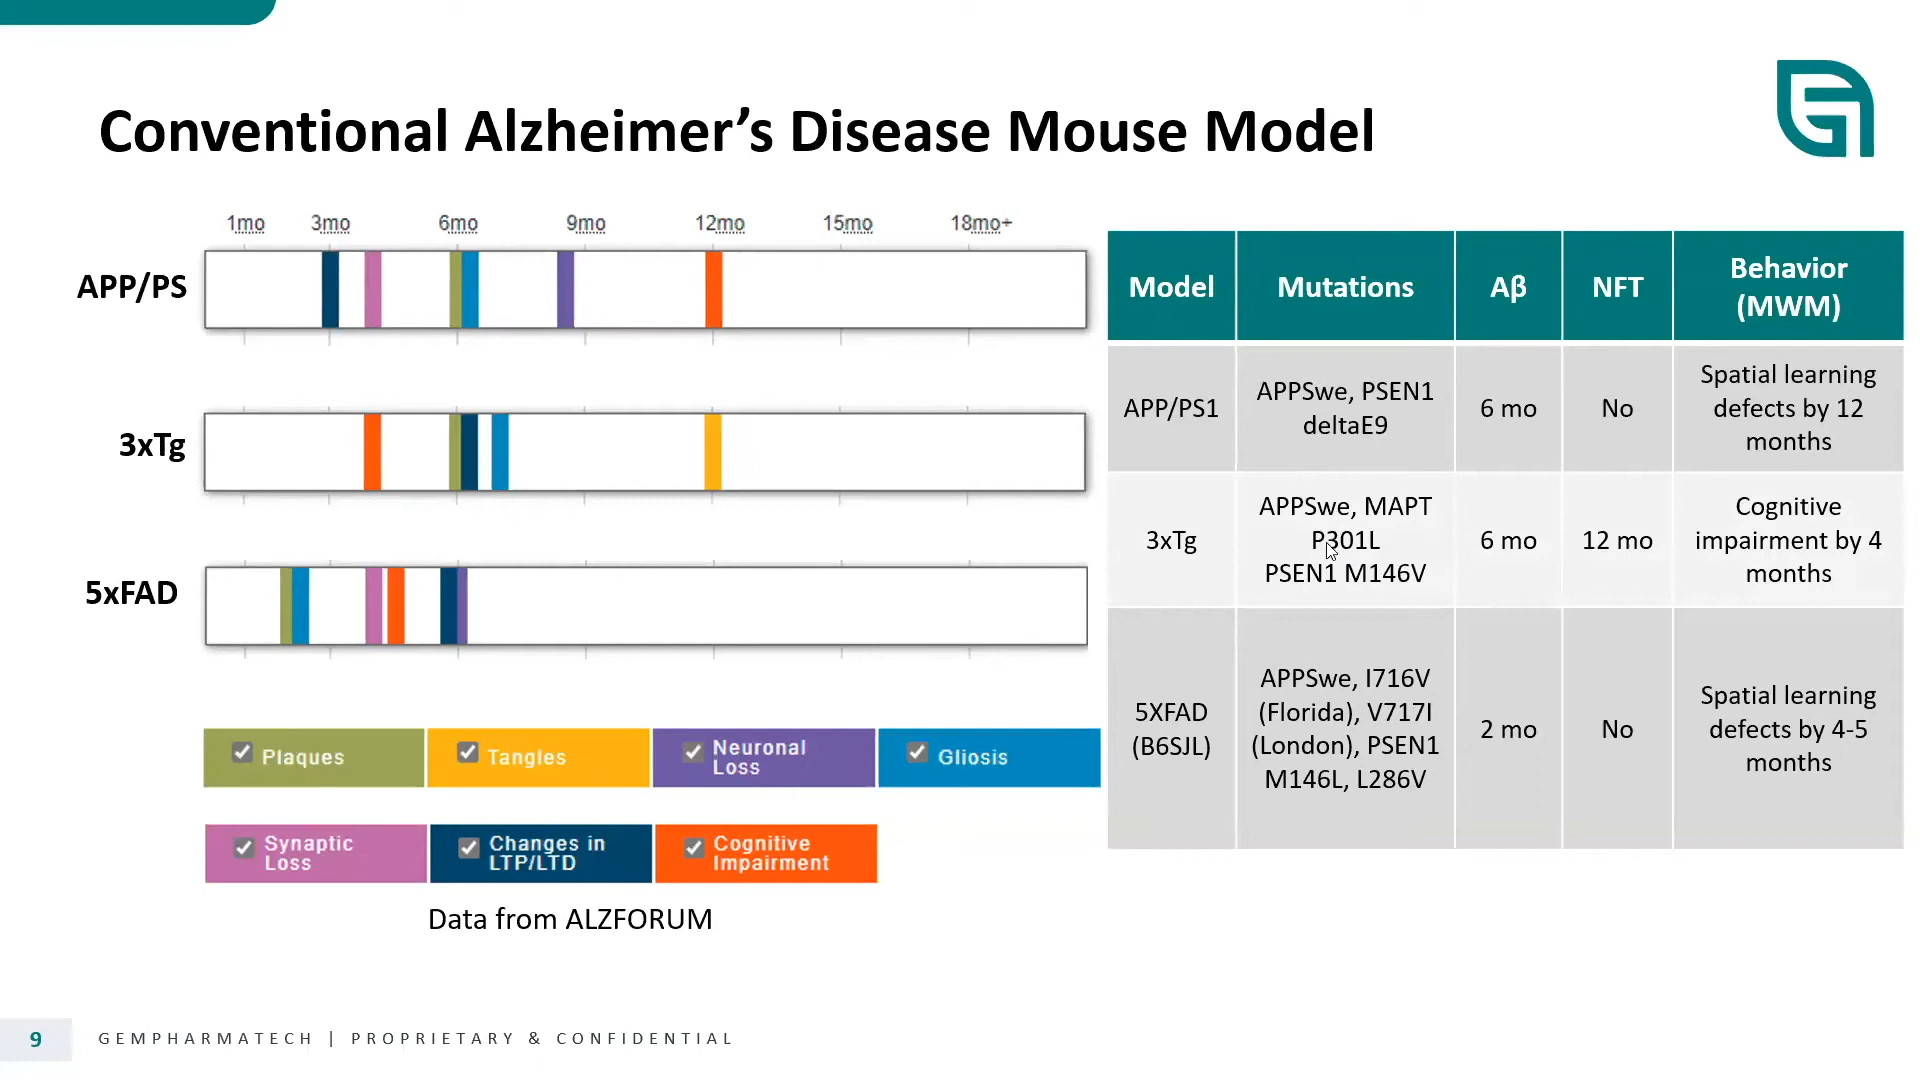 Conventional Alzheimer’s Disease Mouse Model
1mo 3mo 6mo 9mo 12mo 15mo 18mo+
APP/PS
3xTg
5xFAD
Plaques
Tangles
Neuronal
Loss
Gliosis
Synaptic
Loss
Changes in
LTP/LTD
Cognitive
Impairment
Data from ALZFORUM
Model Mutations Aβ NFT Behavior
(MWM)
APP/PS1
APPSwe, PSEN1
deltaE9
6 mo
No
Spatial learning
defects by 12
months
3xTg
APPSwe, MAPT
P301L
PSEN1 M146V
6 mo
12 mo
Cognitive
impairment by 4
months
5XFAD
(B6SJL)
APPSwe, I716V
(Florida), V717I
(London), PSEN1
M146L, L286V
2 mo
No
Spatial learning
defects by 4-5
months
9
GEMPHARMATECH | PROPRIETARY & CONFIDENTIAL